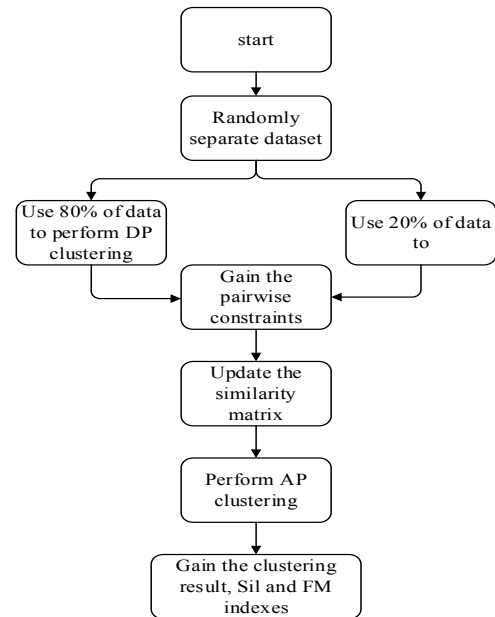 start
Randomly
separate dataset
Use 80% of data
to perform DP
clustering
Use 20% of data
to
Gain the
pairwise
constraints
Update the
similarity
matrix
Perform AP
clustering
Gain the clustering
result, Sil and FM
indexes